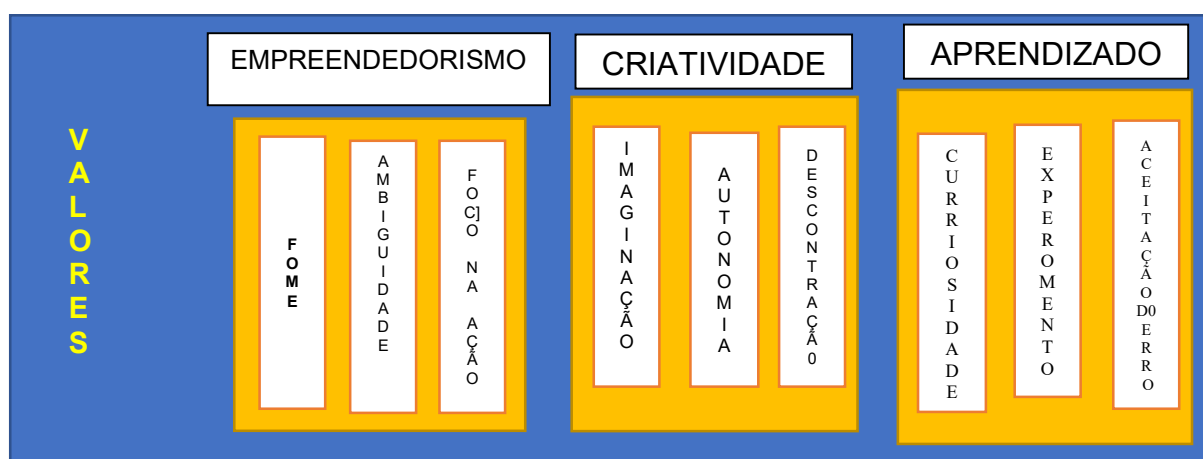 VALORES
EMPREENDEDORISMO
FOME
AMBIGUIDADE
FOC]O NA AÇÃO
CRIATIVIDADE
IMAGINAÇÃO
AUTONOMIA
DESCONTRAÇÃ0
APRENDIZADO
CURRIOSIDADE
EXPEROMENTO
ACEITAÇÃO D0 ERRO